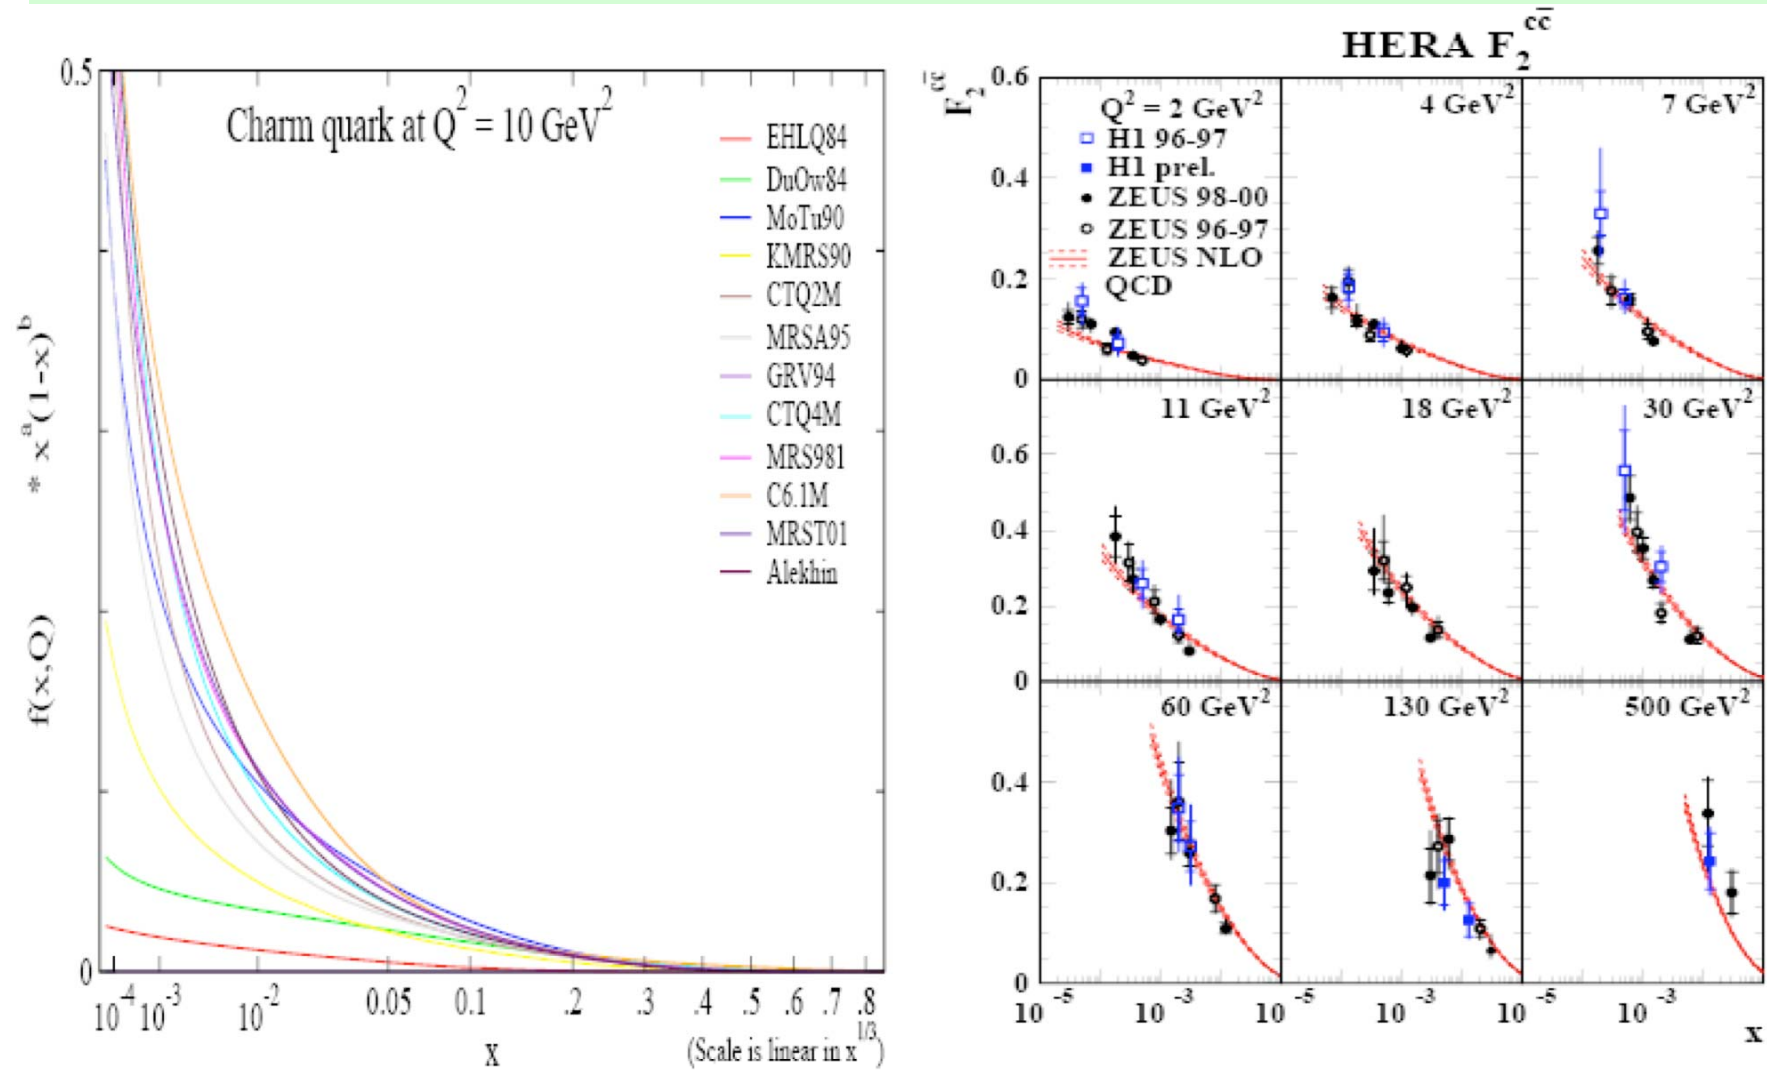 Charm quark at Q² = 10 GeV²
0.5
EHLQ84
DuOw84
MoTu90
KMRS90
CTQ2M
MRSA95
GRV94
CTQ4M
MRS981
C6.1M
MRST01
Alekhin
f(x,Q) * xᵃ(1-x)ᵇ
0
10⁻⁴ 10⁻³ 10⁻² 0.05 0.1 .2 .3 .4 .5 .6 .7 .8
x
(Scale is linear in x¹ᐟ³)
HERA F₂^cc̄
F₂^cc̄
0.6
Q² = 2 GeV²
4 GeV²
7 GeV²
H1 96-97
H1 prel.
ZEUS 98-00
ZEUS 96-97
ZEUS NLO
QCD
0.4
0.2
0
11 GeV²
18 GeV²
30 GeV²
0.6
0.4
0.2
0
60 GeV²
130 GeV²
500 GeV²
0.4
0.2
0
10⁻⁵ 10⁻³ 10⁻⁵ 10⁻³ 10⁻⁵ 10⁻³
x